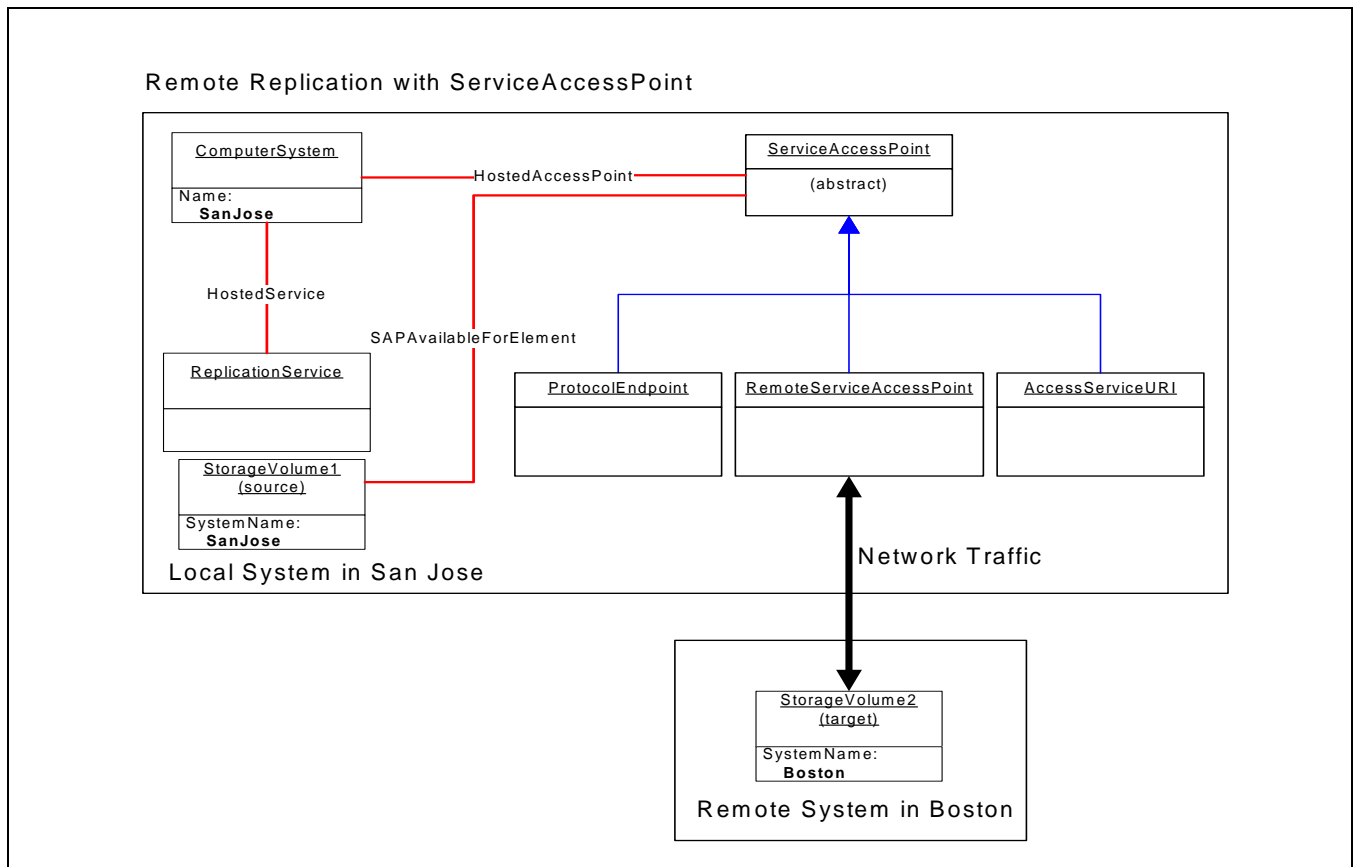 Remote Replication with ServiceAccessPoint
ComputerSystem
Name:
SanJose
HostedAccessPoint
ServiceAccessPoint
(abstract)
HostedService
SAPAvailableForElement
ReplicationService
ProtocolEndpoint
RemoteServiceAccessPoint
AccessServiceURI
StorageVolume1
(source)
SystemName:
SanJose
Local System in San Jose
Network Traffic
StorageVolume2
(target)
SystemName:
Boston
Remote System in Boston